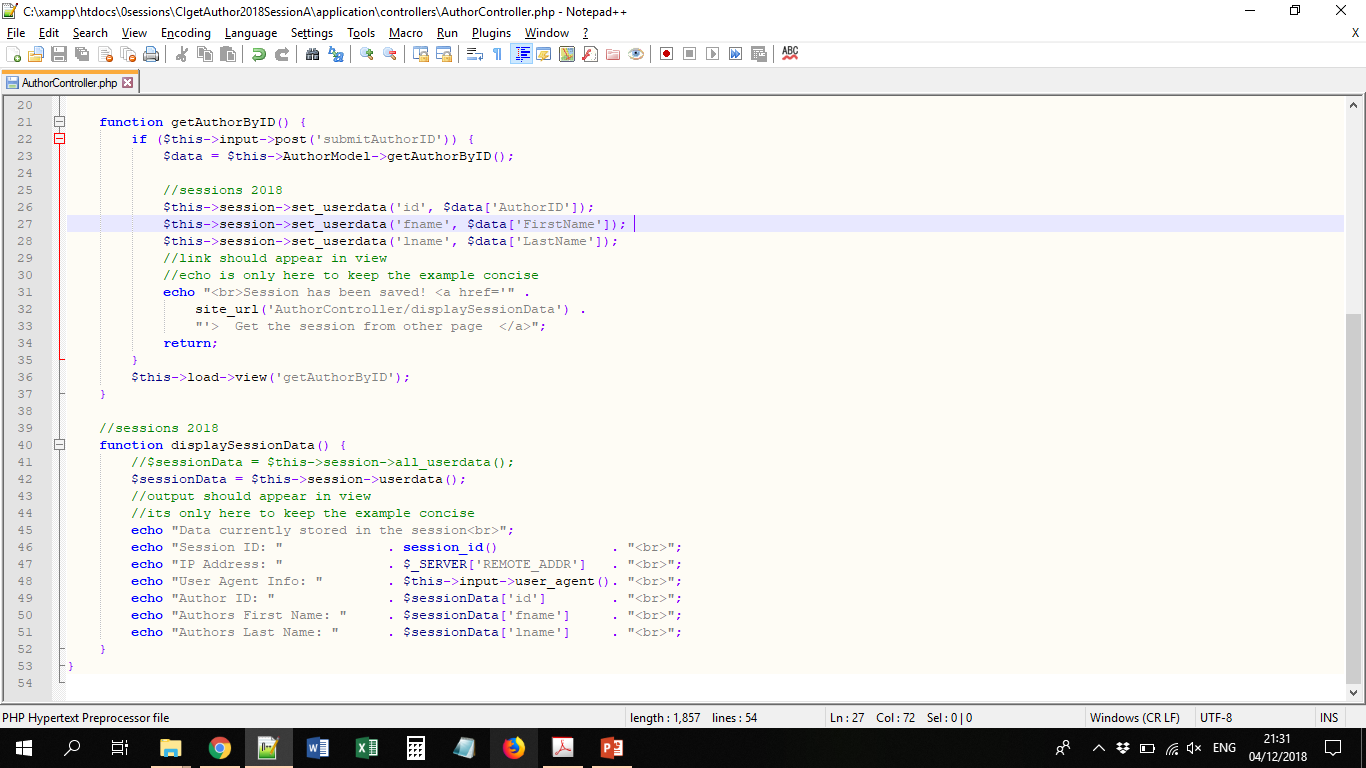 C:\xampp\htdocs\0sessions\CIgetAuthor2018SessionA\application\controllers\AuthorController.php - Notepad++
File Edit Search View Encoding Language Settings Tools Macro Run Plugins Window ? X
ABC
AuthorController.php
20
21 function getAuthorByID() {
22 if ($this->input->post('submitAuthorID')) {
23 $data = $this->AuthorModel->getAuthorByID();
24
25 //sessions 2018
26 $this->session->set_userdata('id', $data['AuthorID']);
27 $this->session->set_userdata('fname', $data['FirstName']);
28 $this->session->set_userdata('lname', $data['LastName']);
29 //link should appear in view
30 //echo is only here to keep the example concise
31 echo "<br>Session has been saved! <a href='" .
32 site_url('AuthorController/displaySessionData') .
33 "'>  Get the session from other page  </a>";
34 return;
35 }
36 $this->load->view('getAuthorByID');
37 }
38
39 //sessions 2018
40 function displaySessionData() {
41 //$sessionData = $this->session->all_userdata();
42 $sessionData = $this->session->userdata();
43 //output should appear in view
44 //its only here to keep the example concise
45 echo "Data currently stored in the session<br>";
46 echo "Session ID: " . session_id() . "<br>";
47 echo "IP Address: " . $_SERVER['REMOTE_ADDR'] . "<br>";
48 echo "User Agent Info: " . $this->input->user_agent(). "<br>";
49 echo "Author ID: " . $sessionData['id'] . "<br>";
50 echo "Authors First Name: " . $sessionData['fname'] . "<br>";
51 echo "Authors Last Name: " . $sessionData['lname'] . "<br>";
52 }
53 }
54
PHP Hypertext Preprocessor file length : 1,857 lines : 54 Ln : 27 Col : 72 Sel : 0 | 0 Windows (CR LF) UTF-8 INS
ENG
21:31
04/12/2018